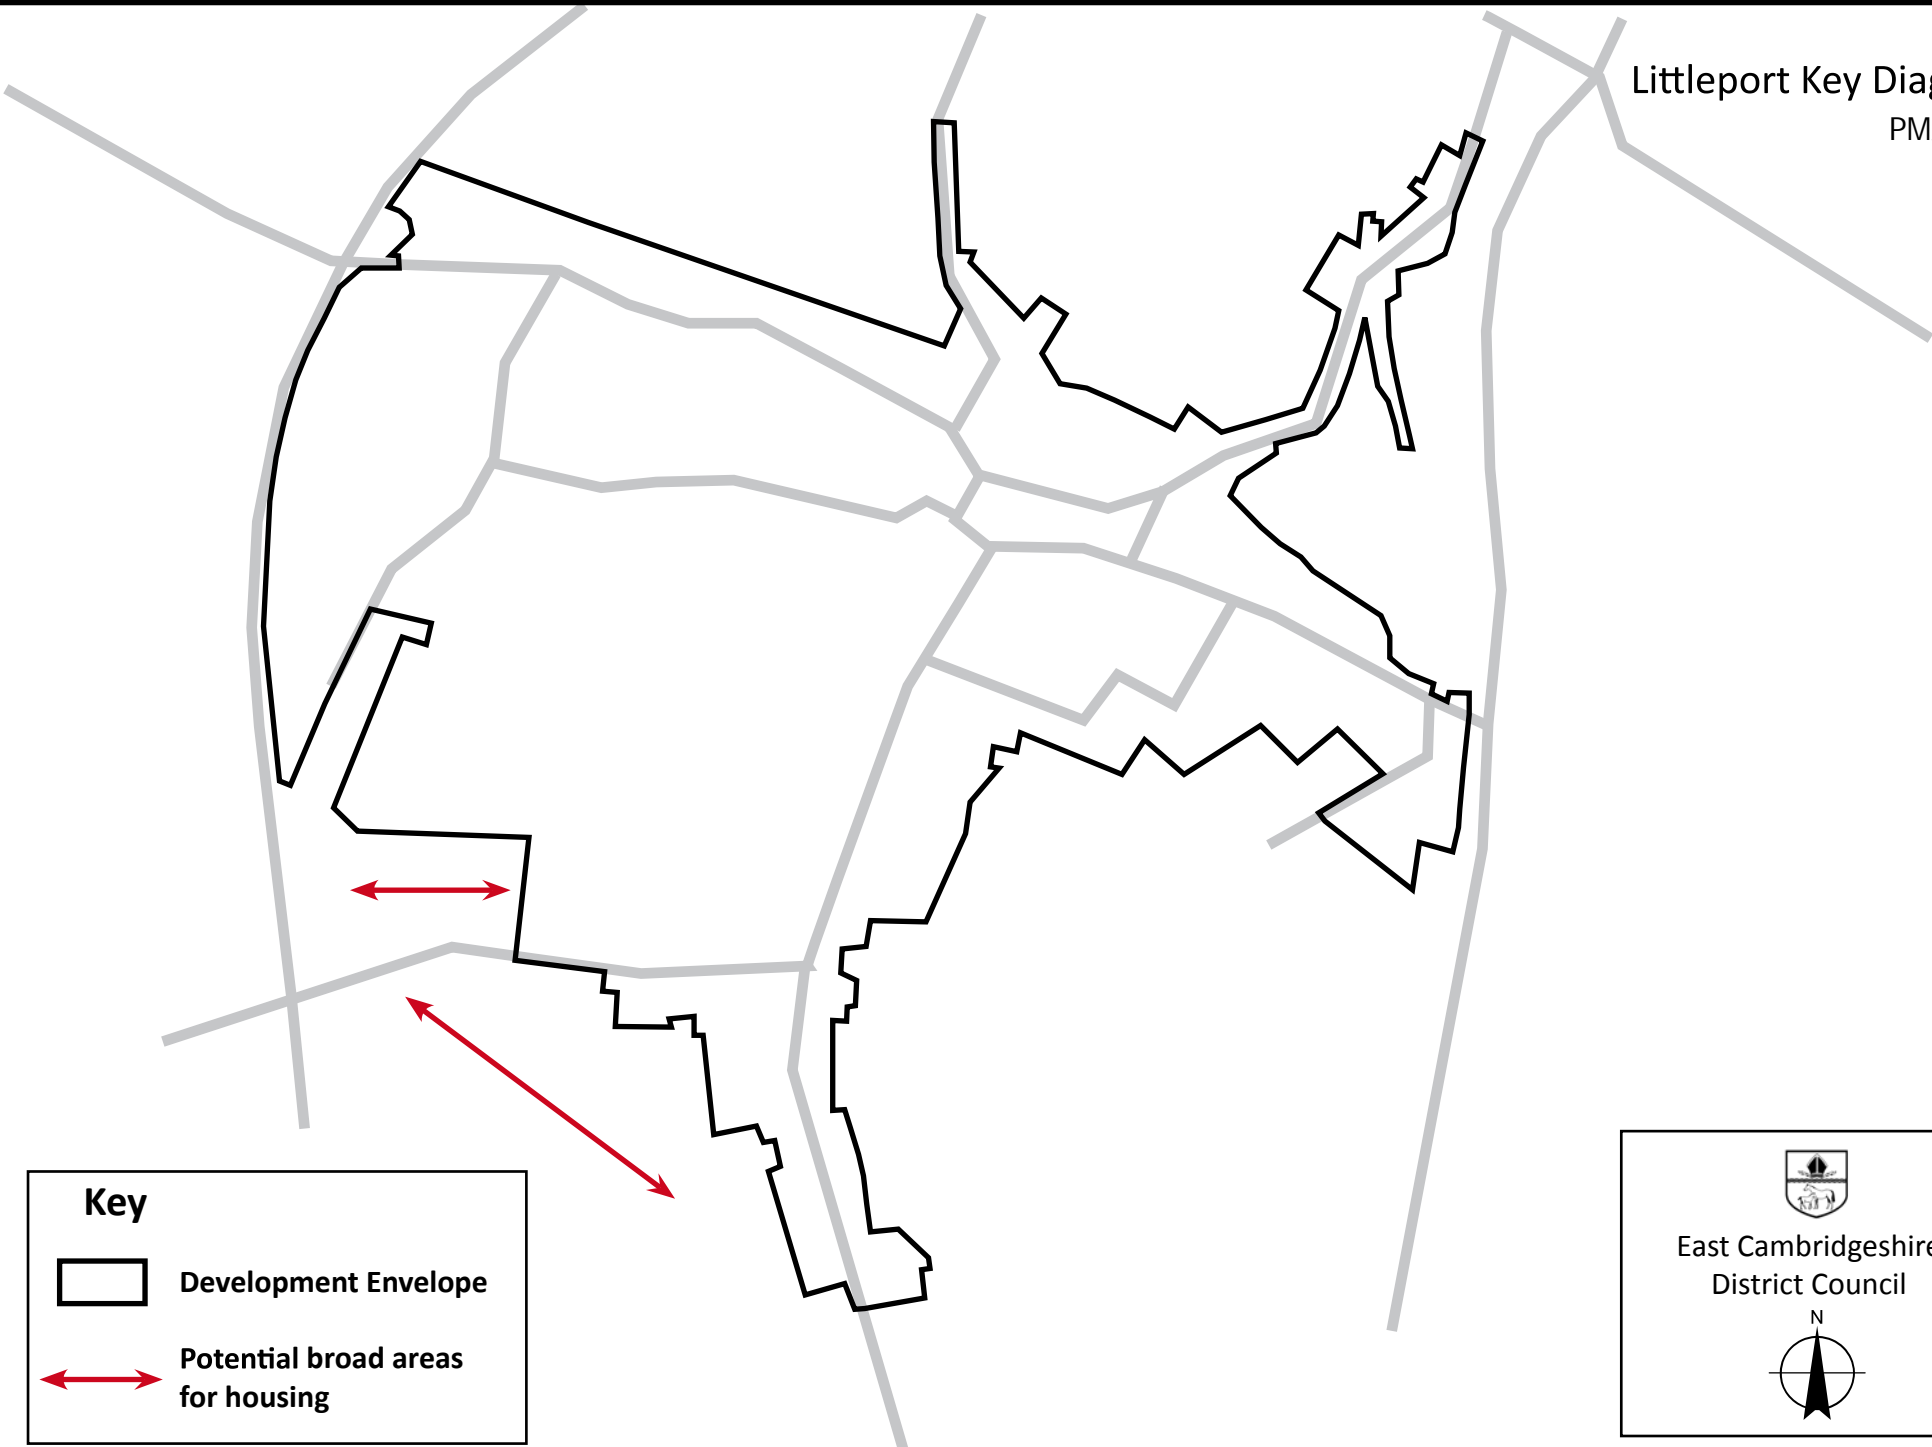 Littleport Key Diag
PM
Key
Development Envelope
Potential broad areas
for housing
East Cambridgeshire
District Council
N